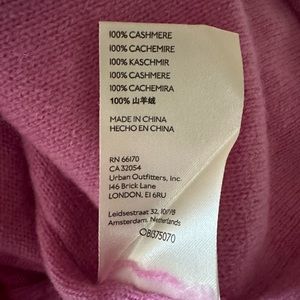 100% CASHMERE
100% CACHEMIRE
100% KASCHMIR
100% CASHMERE
100% CACHEMIRA
100% 山羊绒
MADE IN CHINA
HECHO EN CHINA
RN 66170
CA 32054
Urban Outfitters, Inc.
146 Brick Lane
LONDON, E1 6RU
Leidsestraat 32, 1017PB
Amsterdam, Netherlands
OB1375070